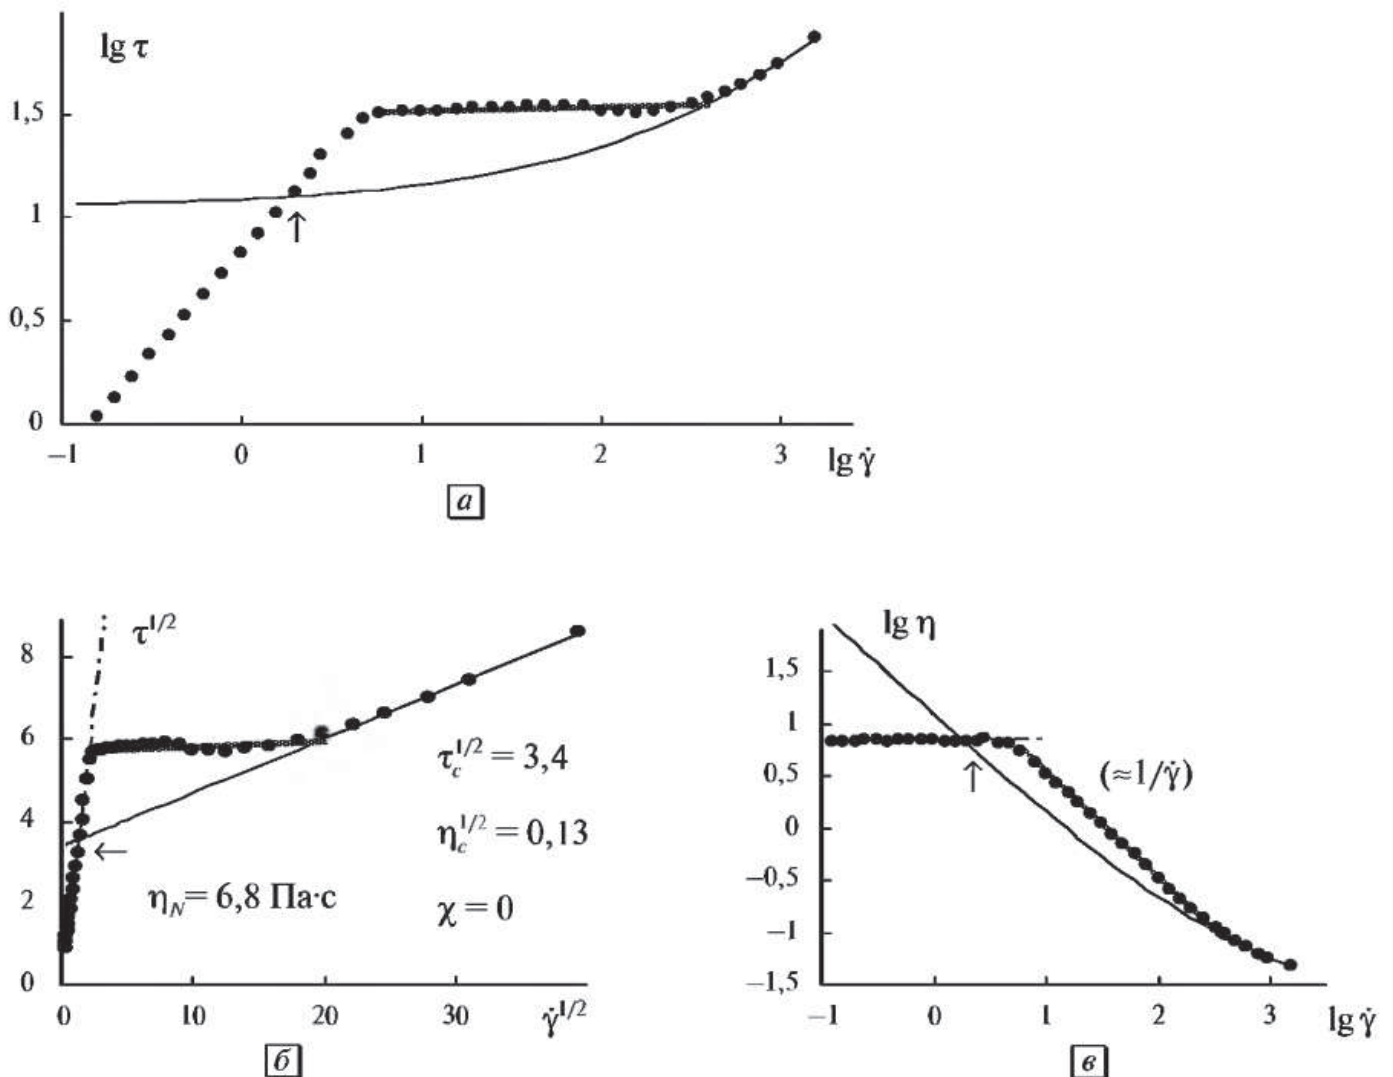 lg τ
1,5
1
0,5
0
−1
0
1
2
3
lg γ̇
а
τ^1/2
8
6
4
2
0
τ_c^1/2 = 3,4
η_c^1/2 = 0,13
η_N = 6,8 Па·с
χ = 0
0
10
20
30
γ̇^1/2
б
lg η
1,5
1
0,5
0
−0,5
−1
−1,5
(≈1/γ̇)
−1
0
1
2
3
lg γ̇
в